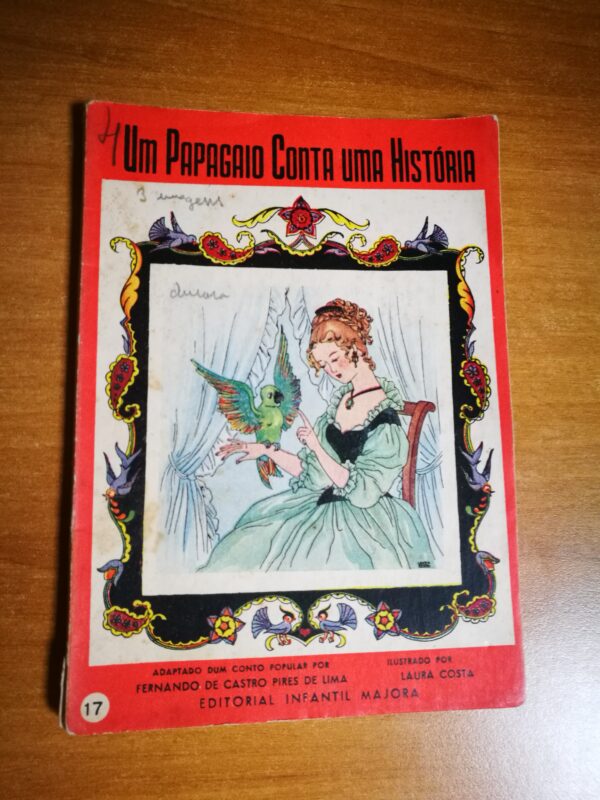 4
UM PAPAGAIO CONTA UMA HISTÓRIA
3 imagens
ADAPTADO DUM CONTO POPULAR POR
FERNANDO DE CASTRO PIRES DE LIMA
ILUSTRADO POR
LAURA COSTA
EDITORIAL INFANTIL MAJORA
17